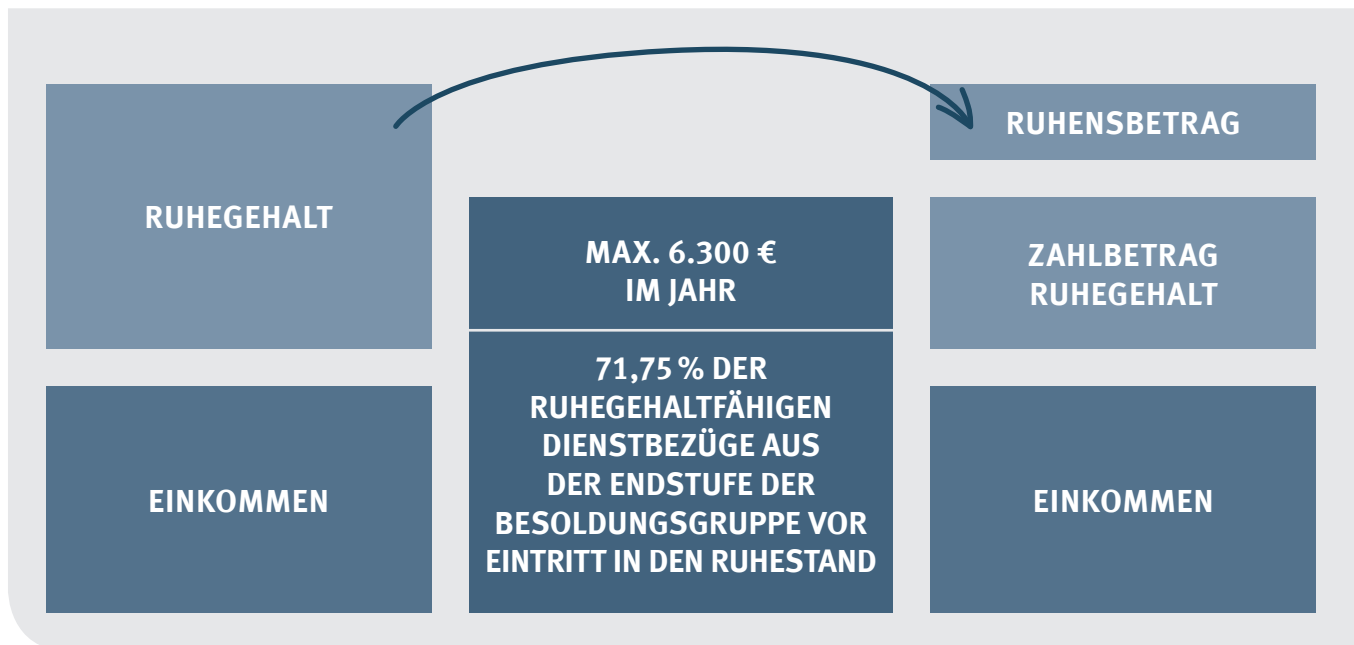 RUHEGEHALT
EINKOMMEN
MAX. 6.300 €
IM JAHR
71,75 % DER
RUHEGEHALTFÄHIGEN
DIENSTBEZÜGE AUS
DER ENDSTUFE DER
BESOLDUNGSGRUPPE VOR
EINTRITT IN DEN RUHESTAND
RUHENSBETRAG
ZAHLBETRAG
RUHEGEHALT
EINKOMMEN